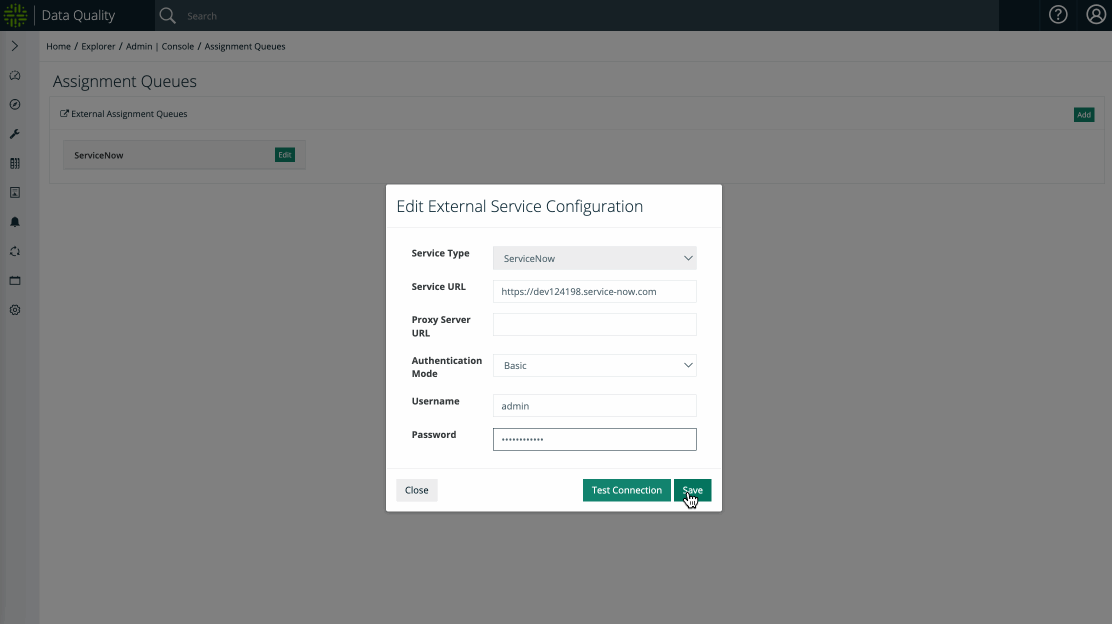 Data Quality
Search
Home / Explorer / Admin | Console / Assignment Queues
Assignment Queues
External Assignment Queues
Add
ServiceNow
Edit
Edit External Service Configuration
Service Type
ServiceNow
Service URL
https://dev124198.service-now.com
Proxy Server
URL
Authentication
Mode
Basic
Username
admin
Password
••••••••••••
Close
Test Connection
Save